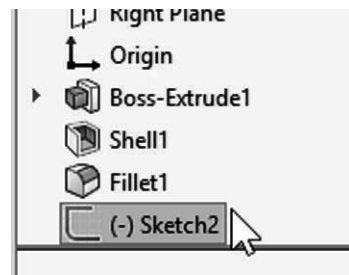 Right Plane
Origin
Boss-Extrude1
Shell1
Fillet1
(-) Sketch2